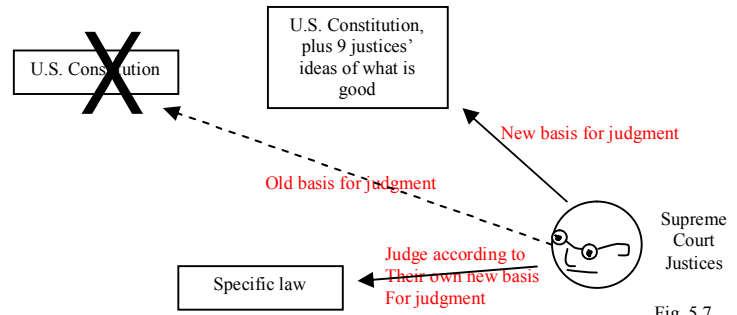 U.S. Constitution,
plus 9 justices’
ideas of what is
good
U.S. Constitution
X
New basis for judgment
Old basis for judgment
Supreme
Court
Justices
Judge according to
Their own new basis
For judgment
Specific law
Fig. 5.7